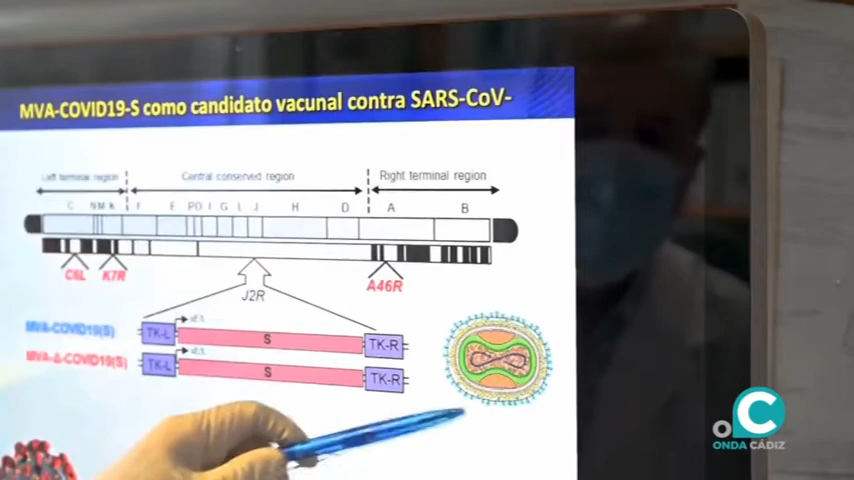 MVA-COVID19-S como candidato vacunal contra SARS-CoV-
Left terminal region Central conserved region Right terminal region
C N M K F E P O I G L J H D A B
C6L K7R A46R
J2R
MVA-COVID19(S) TK-L S TK-R
MVA-Δ-COVID19(S) TK-L S TK-R
ONDA CÁDIZ